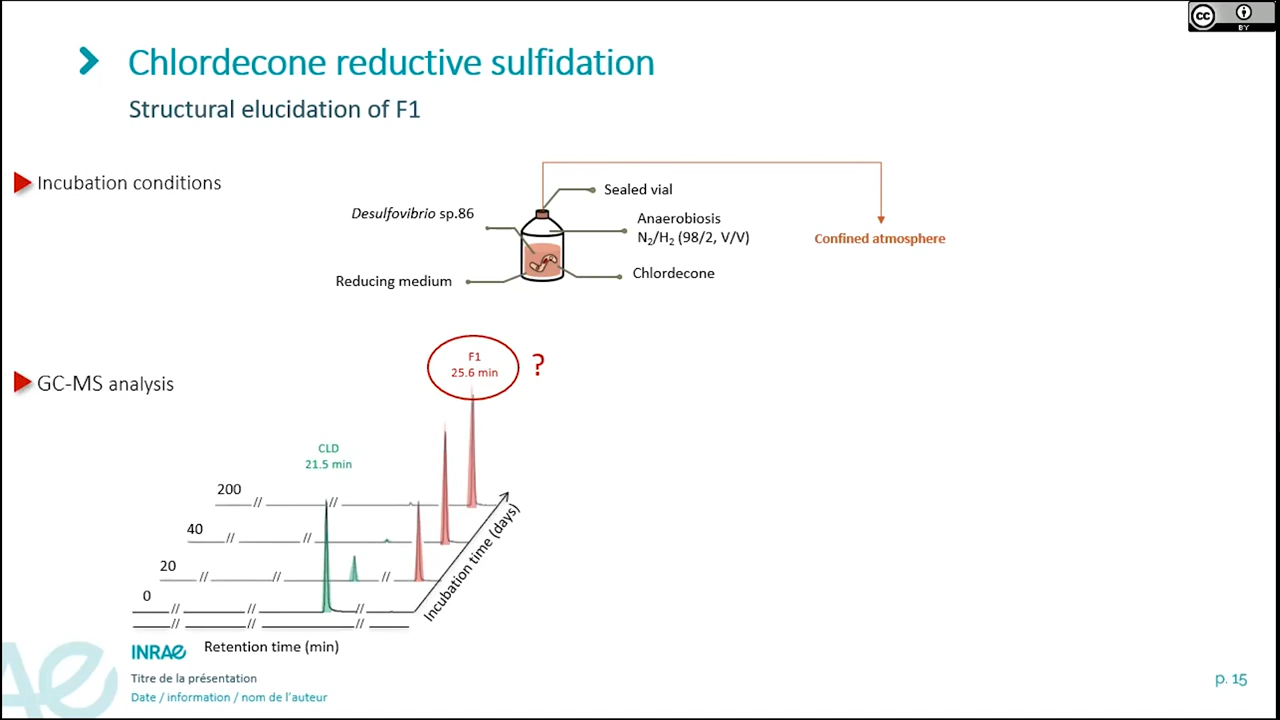 CC BY
Chlordecone reductive sulfidation
Structural elucidation of F1
Incubation conditions
Sealed vial
Desulfovibrio sp.86
Anaerobiosis
N2/H2 (98/2, V/V)
Confined atmosphere
Reducing medium
Chlordecone
GC-MS analysis
F1
25.6 min
?
CLD
21.5 min
200
40
20
0
Incubation time (days)
Retention time (min)
INRAE
Titre de la présentation
Date / information / nom de l'auteur
p. 15